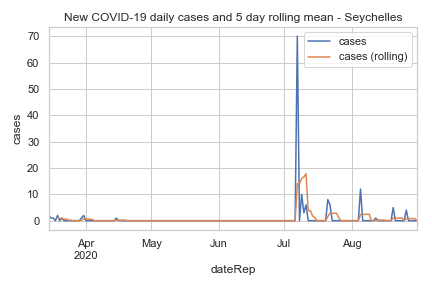 New COVID-19 daily cases and 5 day rolling mean - Seychelles
cases
cases (rolling)
70
60
50
40
30
20
10
0
cases
Apr
2020
May
Jun
Jul
Aug
dateRep